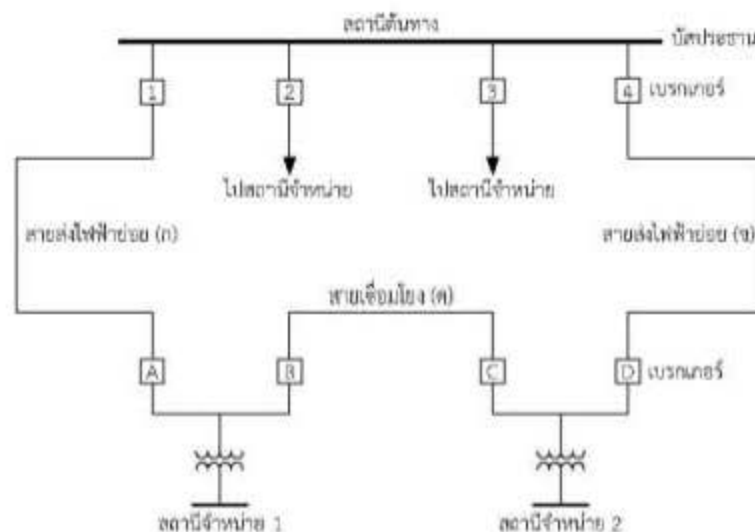 สถานีต้นทาง
บัสประธาน
1 2 3 4 เบรกเกอร์
ไปสถานีจำหน่าย ไปสถานีจำหน่าย
สายส่งไฟฟ้าย่อย (ก) สายส่งไฟฟ้าย่อย (ข)
สายเชื่อมโยง (ค)
A B C D เบรกเกอร์
สถานีจำหน่าย 1 สถานีจำหน่าย 2